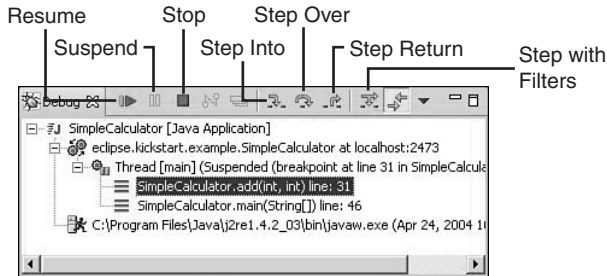 Resume
Stop
Step Over
Suspend
Step Into
Step Return
Step with
Filters
Debug
SimpleCalculator [Java Application]
eclipse.kickstart.example.SimpleCalculator at localhost:2473
Thread [main] (Suspended (breakpoint at line 31 in SimpleCalcula
SimpleCalculator.add(int, int) line: 31
SimpleCalculator.main(String[]) line: 46
C:\Program Files\Java\j2re1.4.2_03\bin\javaw.exe (Apr 24, 2004 10